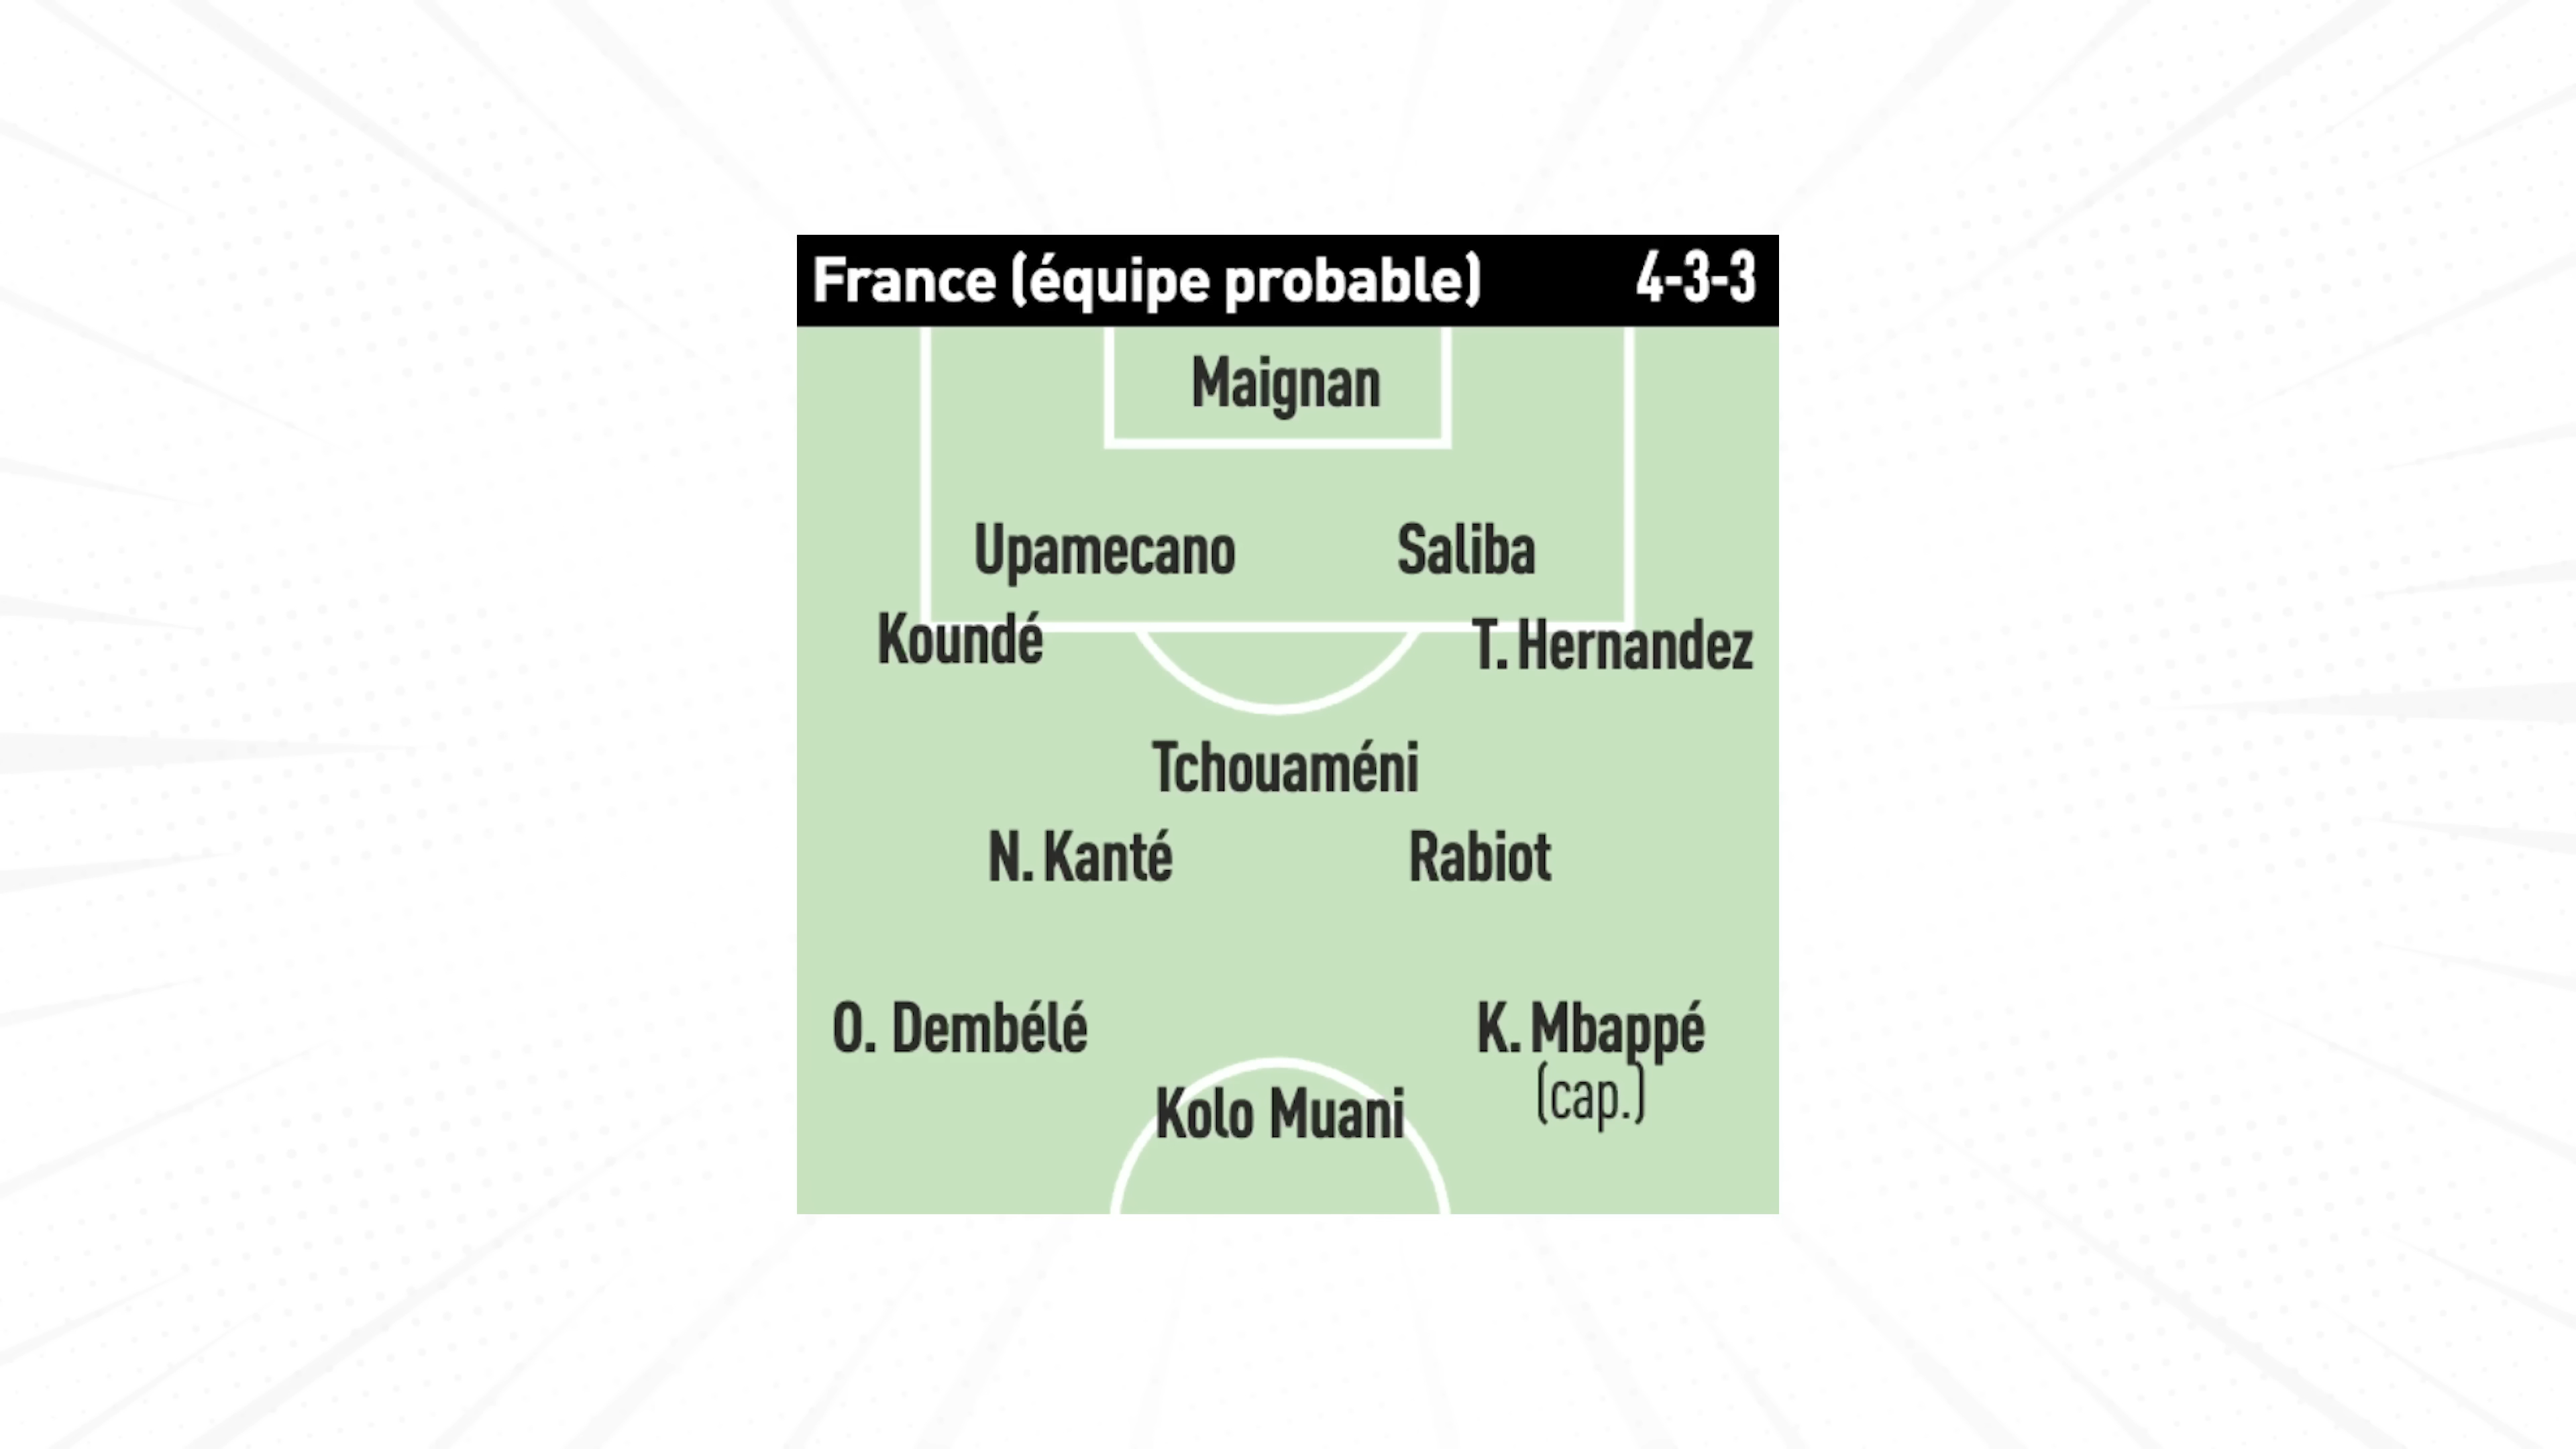 France (équipe probable) 4-3-3
Maignan
Upamecano Saliba
Koundé T. Hernandez
Tchouaméni
N. Kanté Rabiot
O. Dembélé K. Mbappé
(cap.)
Kolo Muani